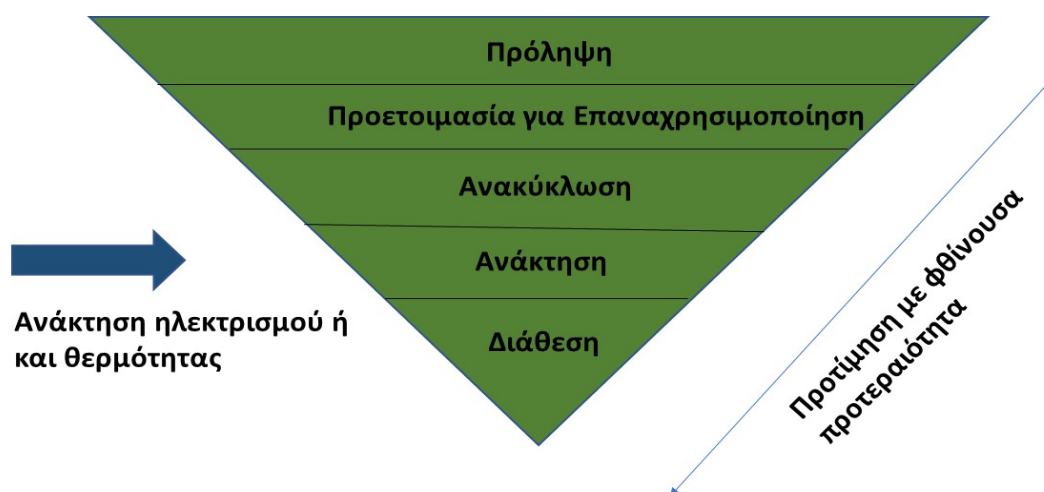 Πρόληψη
Προετοιμασία για Επαναχρησιμοποίηση
Ανακύκλωση
Ανάκτηση
Διάθεση
Ανάκτηση ηλεκτρισμού ή
και θερμότητας
Προτίμηση με φθίνουσα
προτεραιότητα